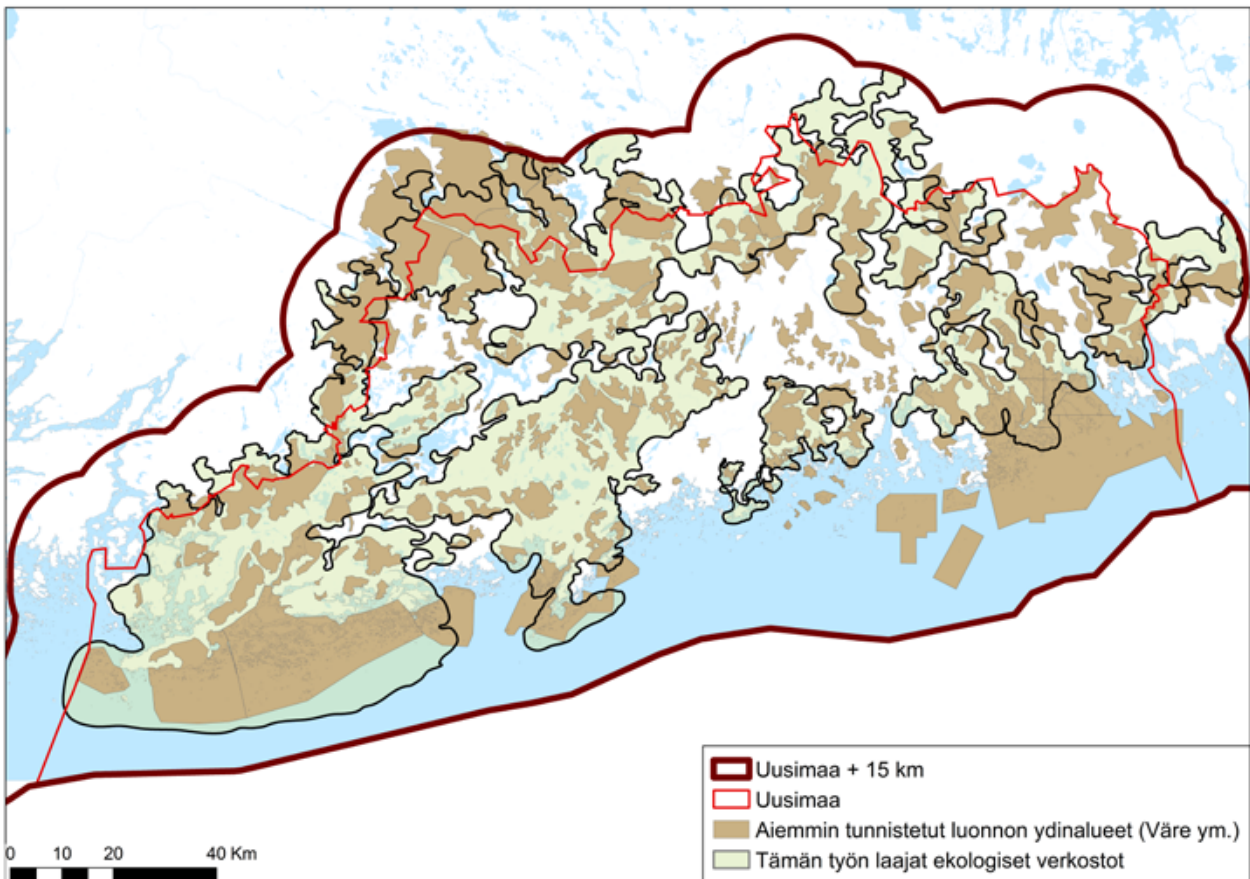 Uusimaa + 15 km
Uusimaa
Aiemmin tunnistetut luonnon ydinalueet (Väre ym.)
Tämän työn laajat ekologiset verkostot
0 10 20 40 Km